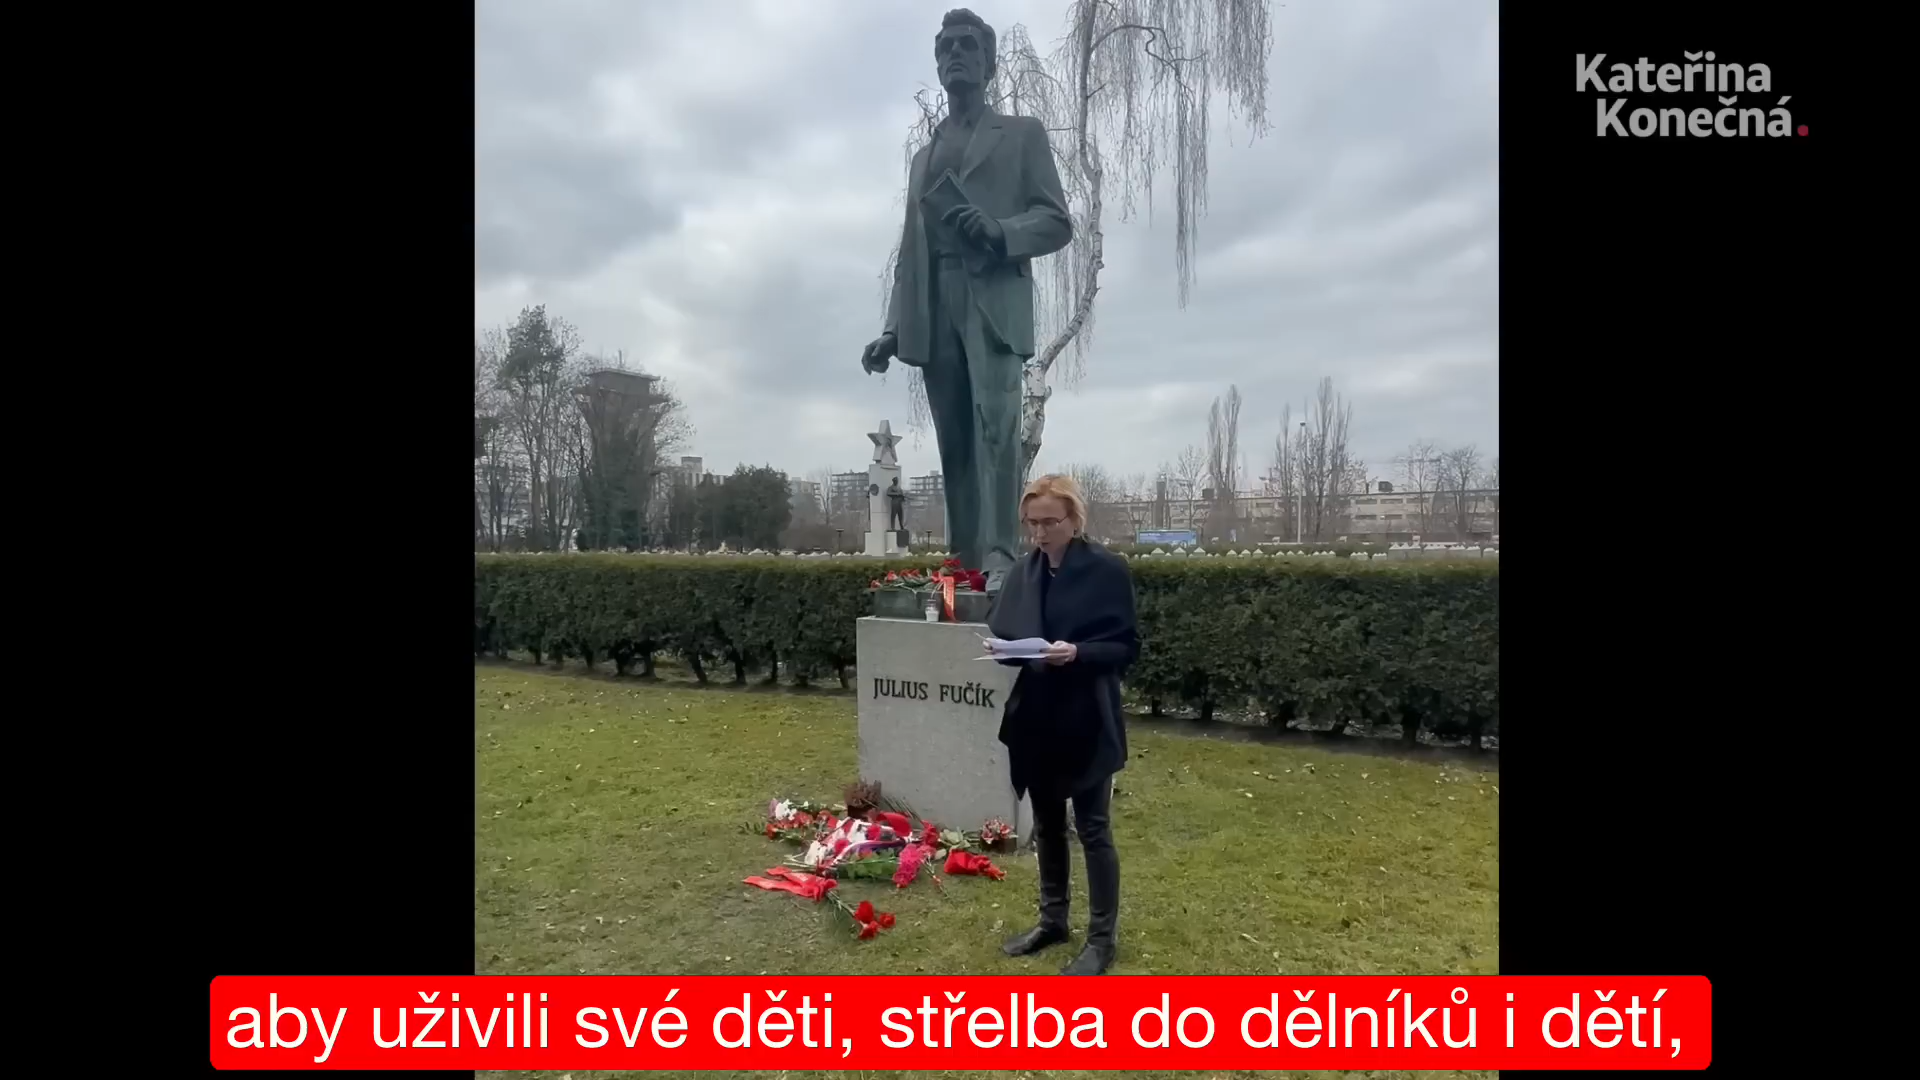 Kateřina
Konečná.
JULIUS FUČÍK
aby uživili své děti, střelba do dělníků i dětí,